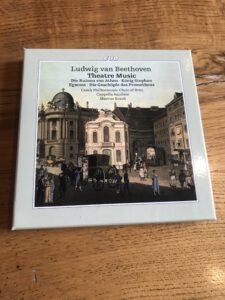 cpo
Ludwig van Beethoven
Theatre Music
Die Ruinen von Athen · König Stephan
Egmont · Die Geschöpfe des Prometheus
Czech Philharmonic Choir of Brno
Cappella Aquileia
Marcus Bosch